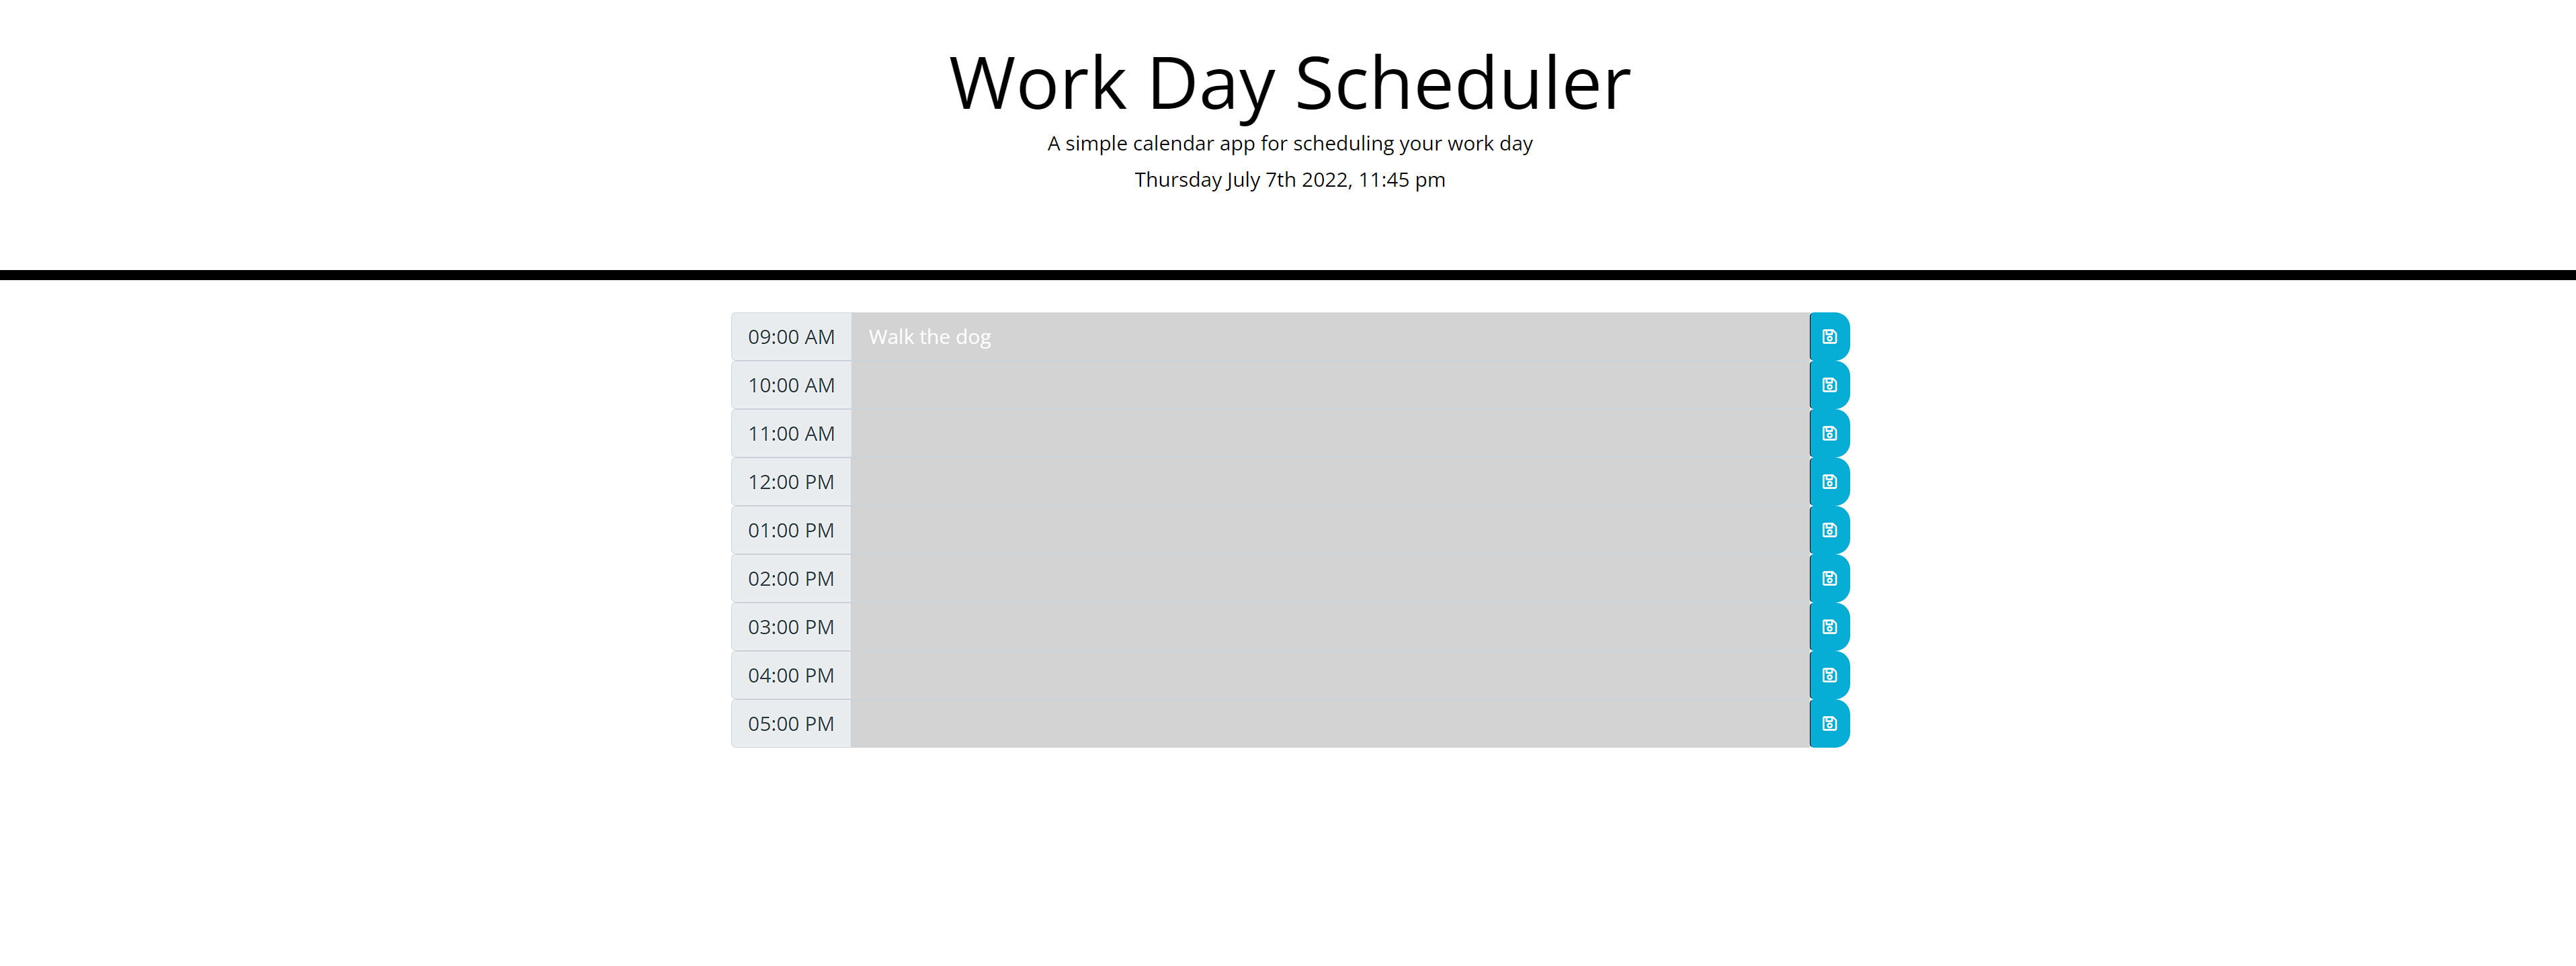 Work Day Scheduler
A simple calendar app for scheduling your work day
Thursday July 7th 2022, 11:45 pm
09:00 AM Walk the dog
10:00 AM
11:00 AM
12:00 PM
01:00 PM
02:00 PM
03:00 PM
04:00 PM
05:00 PM